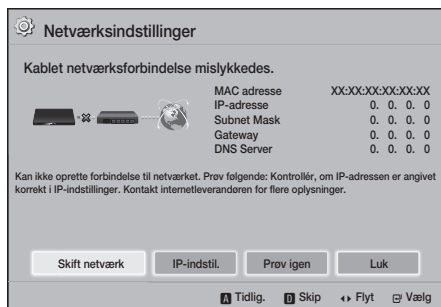 Netværksindstillinger
Kablet netværksforbindelse mislykkedes.
MAC adresse XX:XX:XX:XX:XX:XX
IP-adresse 0. 0. 0. 0
Subnet Mask 0. 0. 0. 0
Gateway 0. 0. 0. 0
DNS Server 0. 0. 0. 0
Kan ikke oprette forbindelse til netværket. Prøv følgende: Kontrollér, om IP-adressen er angivet
korrekt i IP-indstillinger. Kontakt internetleverandøren for flere oplysninger.
Skift netværk IP-indstil. Prøv igen Luk
A Tidlig. D Skip Flyt Vælg